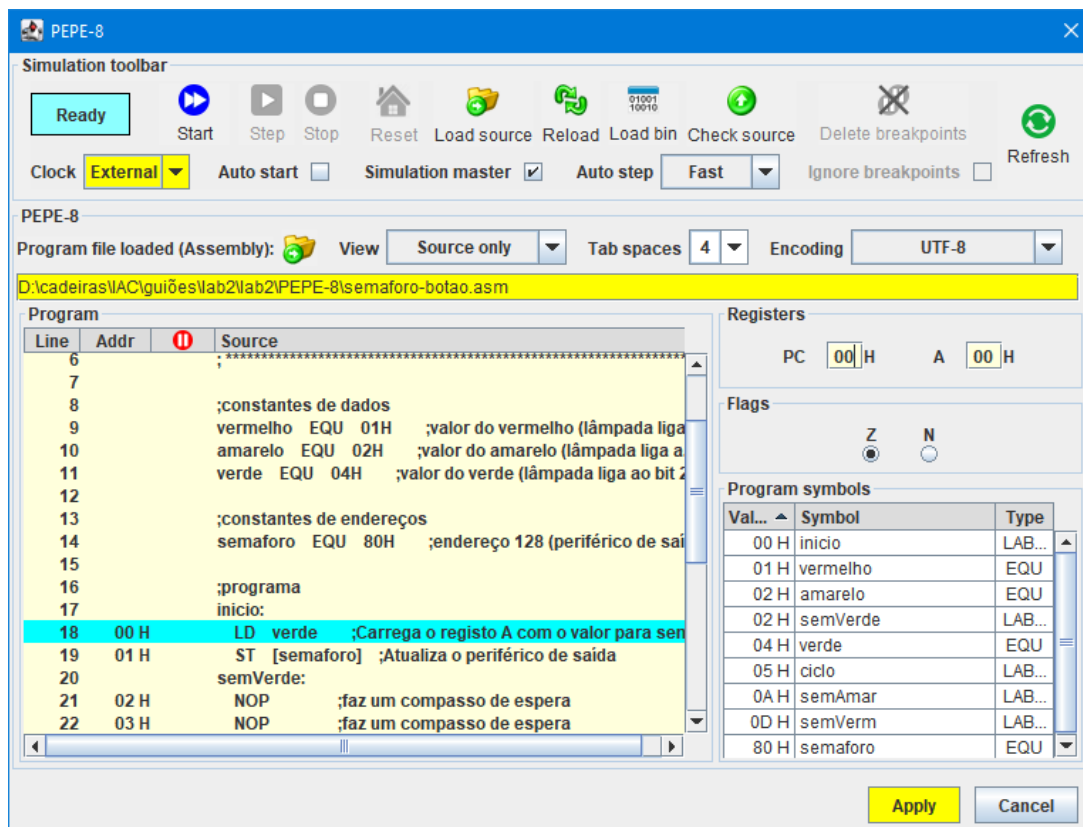 PEPE-8
Simulation toolbar
Ready
Start Step Stop Reset Load source Reload Load bin Check source Delete breakpoints Refresh
01001
10010
Clock External Auto start Simulation master Auto step Fast Ignore breakpoints
PEPE-8
Program file loaded (Assembly): View Source only Tab spaces 4 Encoding UTF-8
D:\cadeiras\IAC\guiões\lab2\lab2\PEPE-8\semaforo-botao.asm
Program
Line Addr Source
6 ; **********************************************************************
7
8 ;constantes de dados
9 vermelho EQU 01H ;valor do vermelho (lâmpada liga
10 amarelo EQU 02H ;valor do amarelo (lâmpada liga a
11 verde EQU 04H ;valor do verde (lâmpada liga ao bit 2
12
13 ;constantes de endereços
14 semaforo EQU 80H ;endereço 128 (periférico de saí
15
16 ;programa
17 inicio:
18 00 H LD verde ;Carrega o registo A com o valor para sem
19 01 H ST [semaforo] ;Atualiza o periférico de saída
20 semVerde:
21 02 H NOP ;faz um compasso de espera
22 03 H NOP ;faz um compasso de espera
Registers
PC 00 H A 00 H
Flags
Z N
Program symbols
Val... Symbol Type
00 H inicio LAB...
01 H vermelho EQU
02 H amarelo EQU
02 H semVerde LAB...
04 H verde EQU
05 H ciclo LAB...
0A H semAmar LAB...
0D H semVerm LAB...
80 H semaforo EQU
Apply Cancel